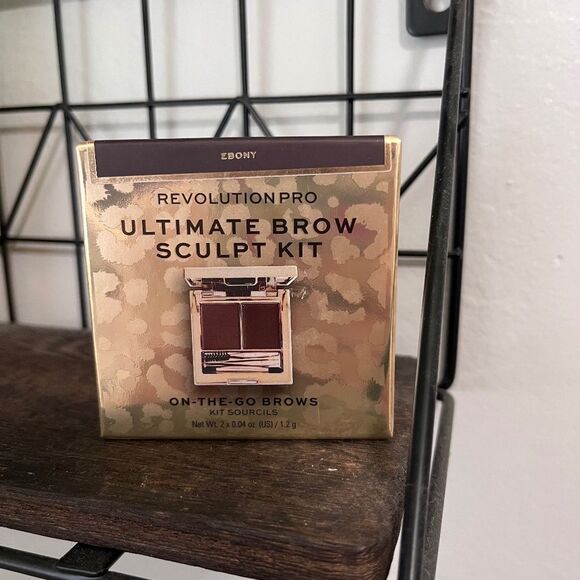 EBONY
REVOLUTION PRO
ULTIMATE BROW
SCULPT KIT
ON-THE-GO BROWS
KIT SOURCILS
Net Wt. 2 x 0.04 oz. (US) / 1.2 g